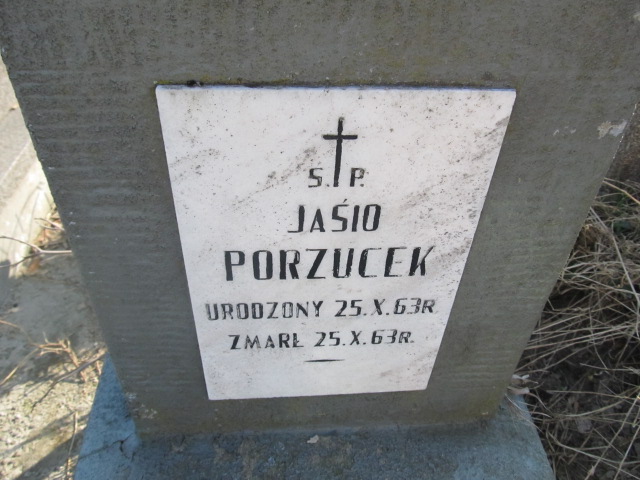 Ś.P.
JAŚIO
PORZUCEK
URODZONY 25.X.63R.
ZMARŁ 25.X.63R.